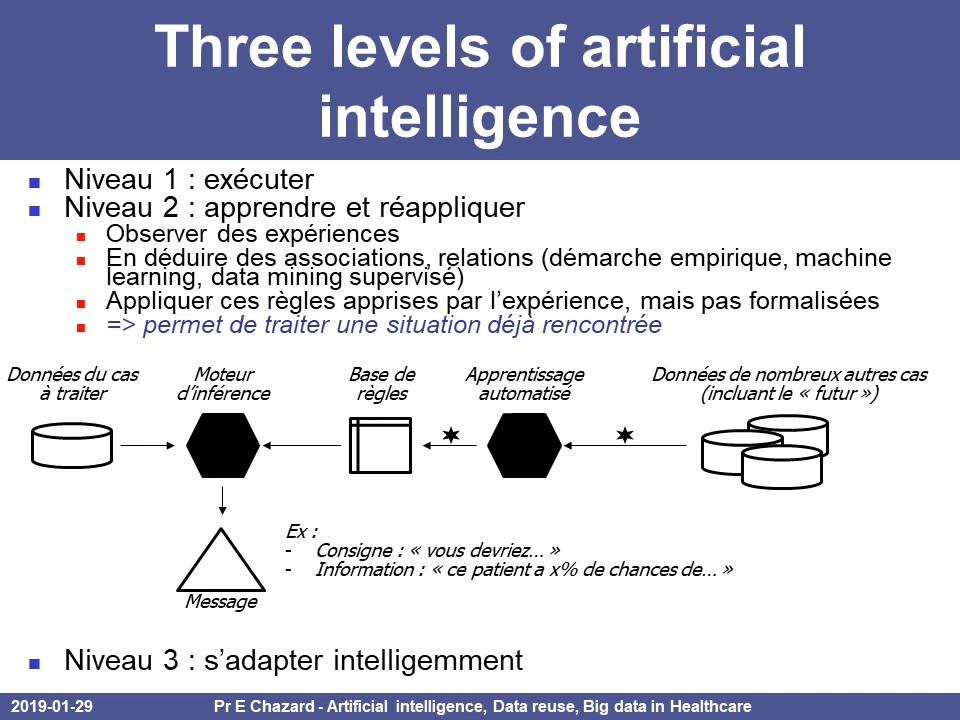 Three levels of artificial
intelligence
Niveau 1 : exécuter
Niveau 2 : apprendre et réappliquer
Observer des expériences
En déduire des associations, relations (démarche empirique, machine
learning, data mining supervisé)
Appliquer ces règles apprises par l’expérience, mais pas formalisées
=> permet de traiter une situation déjà rencontrée
Données du cas
à traiter
Moteur
d’inférence
Base de
règles
Apprentissage
automatisé
Données de nombreux autres cas
(incluant le « futur »)
Ex :
- Consigne : « vous devriez… »
- Information : « ce patient a x% de chances de… »
Message
Niveau 3 : s’adapter intelligemment
2019-01-29
Pr E Chazard - Artificial intelligence, Data reuse, Big data in Healthcare